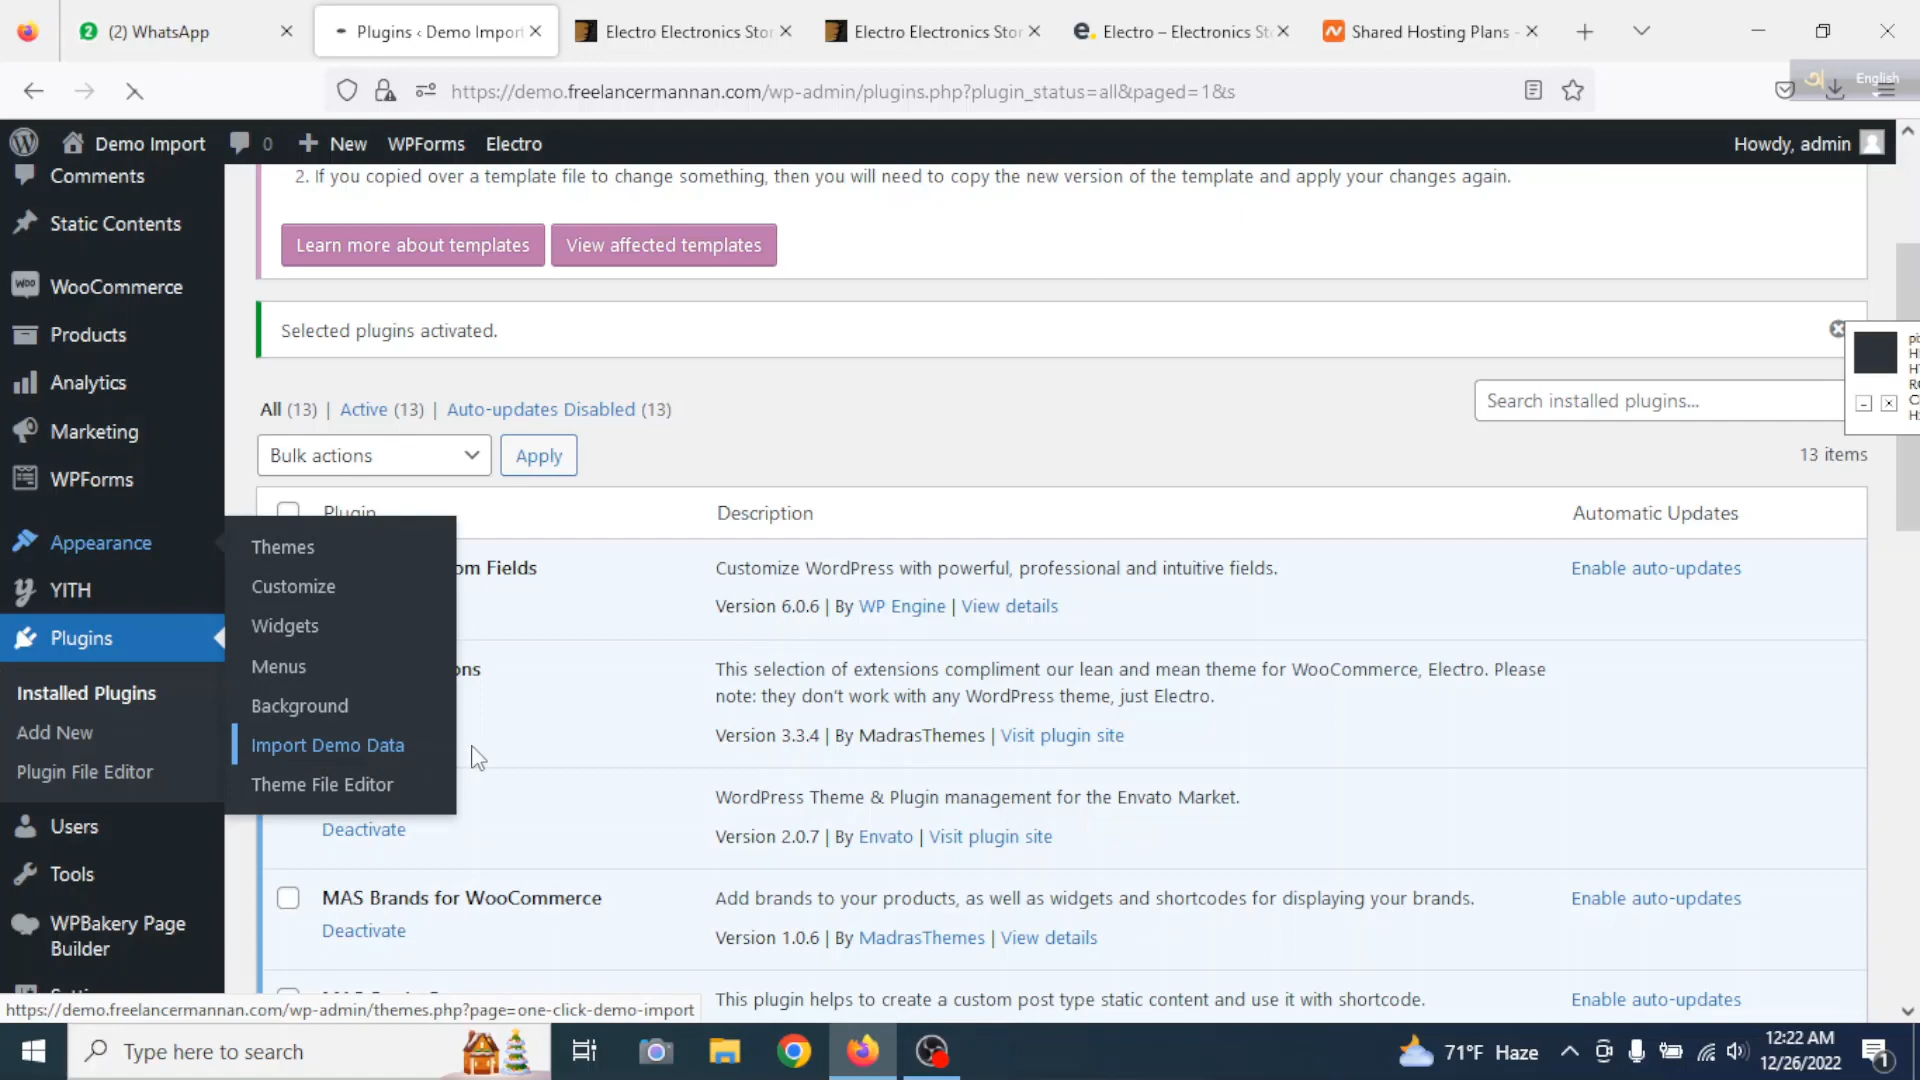 (2) WhatsApp
Plugins ‹ Demo Import
Electro Electronics Stor
Electro Electronics Stor
Electro – Electronics St
Shared Hosting Plans -
https://demo.freelancermannan.com/wp-admin/plugins.php?plugin_status=all&paged=1&s
English
Demo Import
0
New
WPForms
Electro
Howdy, admin
Comments
Static Contents
WooCommerce
Products
Analytics
Marketing
WPForms
Appearance
YITH
Plugins
Installed Plugins
Add New
Plugin File Editor
Users
Tools
WPBakery Page
Builder
Themes
Customize
Widgets
Menus
Background
Import Demo Data
Theme File Editor
2. If you copied over a template file to change something, then you will need to copy the new version of the template and apply your changes again.
Learn more about templates
View affected templates
Selected plugins activated.
All (13) | Active (13) | Auto-updates Disabled (13)
Search installed plugins...
Bulk actions
Apply
13 items
Plugin
Description
Automatic Updates
om Fields
Customize WordPress with powerful, professional and intuitive fields.
Enable auto-updates
Version 6.0.6 | By WP Engine | View details
ons
This selection of extensions compliment our lean and mean theme for WooCommerce, Electro. Please
note: they don't work with any WordPress theme, just Electro.
Version 3.3.4 | By MadrasThemes | Visit plugin site
WordPress Theme & Plugin management for the Envato Market.
Deactivate
Version 2.0.7 | By Envato | Visit plugin site
MAS Brands for WooCommerce
Add brands to your products, as well as widgets and shortcodes for displaying your brands.
Enable auto-updates
Deactivate
Version 1.0.6 | By MadrasThemes | View details
This plugin helps to create a custom post type static content and use it with shortcode.
Enable auto-updates
https://demo.freelancermannan.com/wp-admin/themes.php?page=one-click-demo-import
Type here to search
71°F Haze
12:22 AM
12/26/2022
1